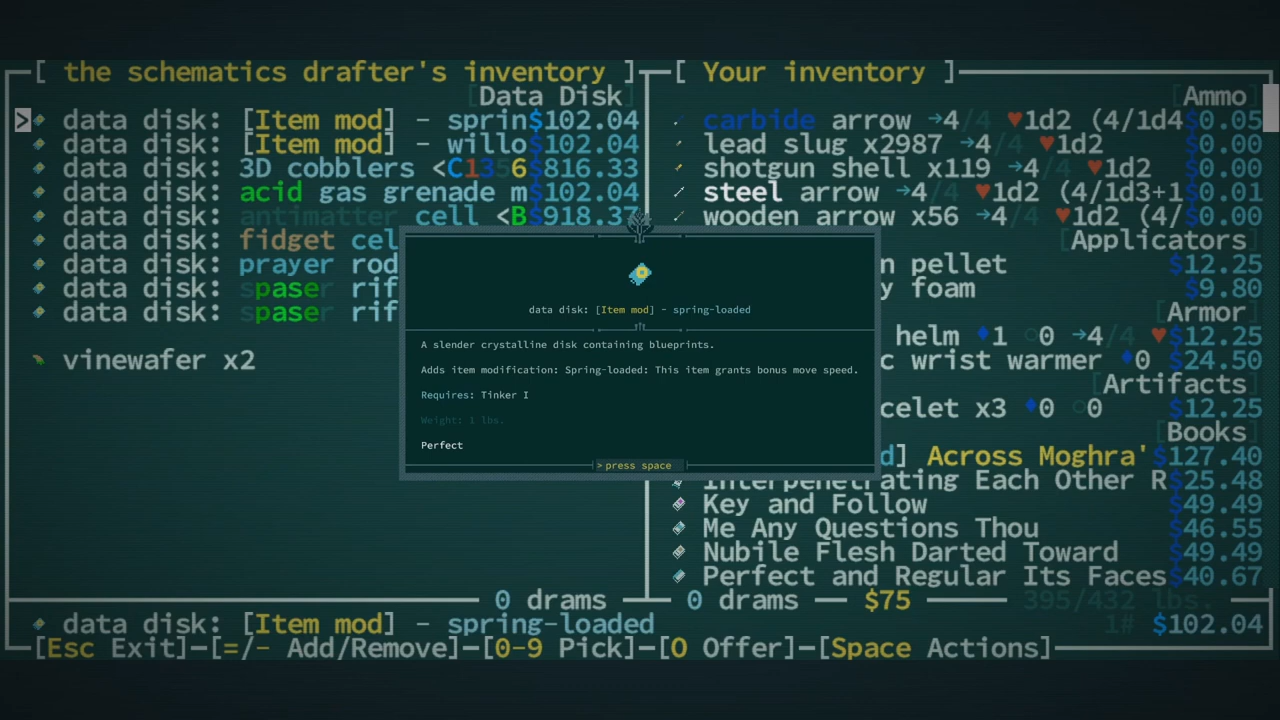 [ the schematics drafter's inventory ]
[ Your inventory ]
[Data Disk]
[Ammo]
> data disk: [Item mod] - sprin$102.04
carbide arrow →4/4 ♥1d2 (4/1d4$0.05
data disk: [Item mod] - willo$102.04
lead slug x2987 →4/4 ♥1d2 $0.00
data disk: 3D cobblers <C1356$816.33
shotgun shell x119 →4/4 ♥1d2 $0.00
data disk: acid gas grenade m$102.04
steel arrow →4/4 ♥1d2 (4/1d3+1$0.01
data disk: antimatter cell <B$918.37
wooden arrow x56 →4/4 ♥1d2 (4/$0.00
data disk: fidget cel
[Applicators]
data disk: prayer rod
n pellet $12.25
data disk: spaser rif
y foam $9.80
data disk: spaser rif
[Armor]
helm ♦1 ○0 →4/4 ♥$12.25
vinewafer x2
c wrist warmer ♦0 $24.50
[Artifacts]
celet x3 ♦0 ○0 $12.25
[Books]
d] Across Moghra'$127.40
Interpenetrating Each Other R$25.48
Key and Follow $49.49
Me Any Questions Thou $46.55
Nubile Flesh Darted Toward $49.49
Perfect and Regular Its Faces$40.67
data disk: [Item mod] - spring-loaded
A slender crystalline disk containing blueprints.
Adds item modification: Spring-loaded: This item grants bonus move speed.
Requires: Tinker I
Weight: 1 lbs.
Perfect
> press space
0 drams
0 drams — $75 — 395/432 lbs.
data disk: [Item mod] - spring-loaded 1# $102.04
[Esc Exit]-[=/- Add/Remove]-[0-9 Pick]-[O Offer]-[Space Actions]